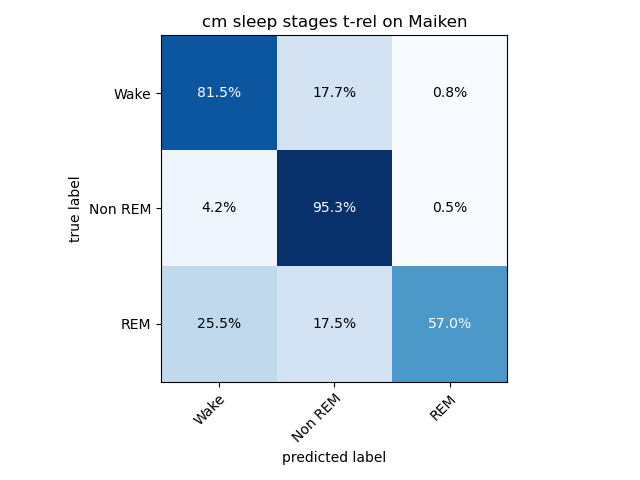 cm sleep stages t-rel on Maiken
Wake 81.5% 17.7% 0.8%
Non REM 4.2% 95.3% 0.5%
REM 25.5% 17.5% 57.0%
true label
Wake Non REM REM
predicted label